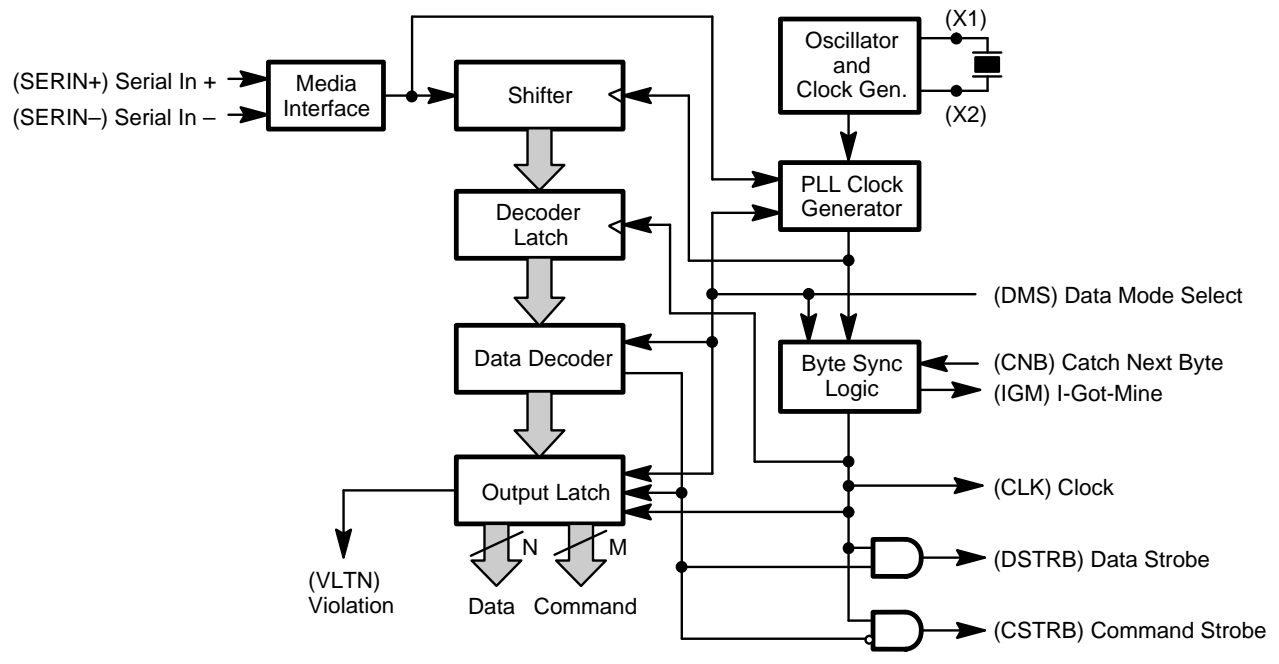 (X1)
Oscillator
and
Clock Gen.
(X2)
(SERIN+) Serial In +
(SERIN–) Serial In –
Media
Interface
Shifter
PLL Clock
Generator
Decoder
Latch
(DMS) Data Mode Select
Data Decoder
Byte Sync
Logic
(CNB) Catch Next Byte
(IGM) I-Got-Mine
Output Latch
(CLK) Clock
N
M
(DSTRB) Data Strobe
(VLTN)
Violation
Data
Command
(CSTRB) Command Strobe